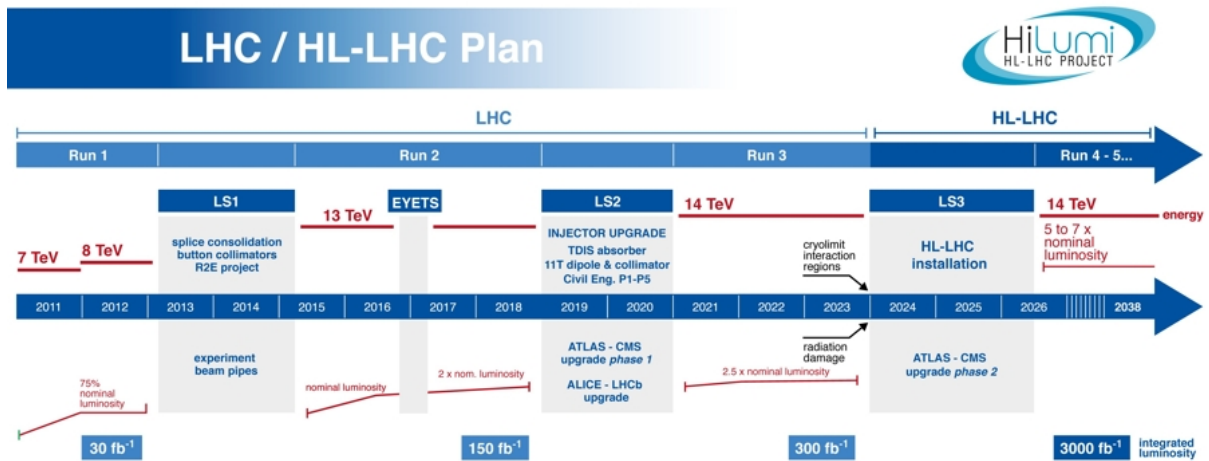 LHC / HL-LHC Plan
HiLumi
HL-LHC PROJECT
LHC
HL-LHC
Run 1
Run 2
Run 3
Run 4 - 5...
LS1
EYETS
LS2
LS3
7 TeV
8 TeV
13 TeV
14 TeV
14 TeV
energy
splice consolidation
button collimators
R2E project
INJECTOR UPGRADE
TDIS absorber
11T dipole & collimator
Civil Eng. P1-P5
cryolimit
interaction
regions
HL-LHC
installation
5 to 7 x
nominal
luminosity
2011
2012
2013
2014
2015
2016
2017
2018
2019
2020
2021
2022
2023
2024
2025
2026
2038
75%
nominal
luminosity
experiment
beam pipes
nominal luminosity
2 x nom. luminosity
ATLAS - CMS
upgrade phase 1
ALICE - LHCb
upgrade
2.5 x nominal luminosity
radiation
damage
ATLAS - CMS
upgrade phase 2
30 fb-1
150 fb-1
300 fb-1
3000 fb-1
integrated
luminosity